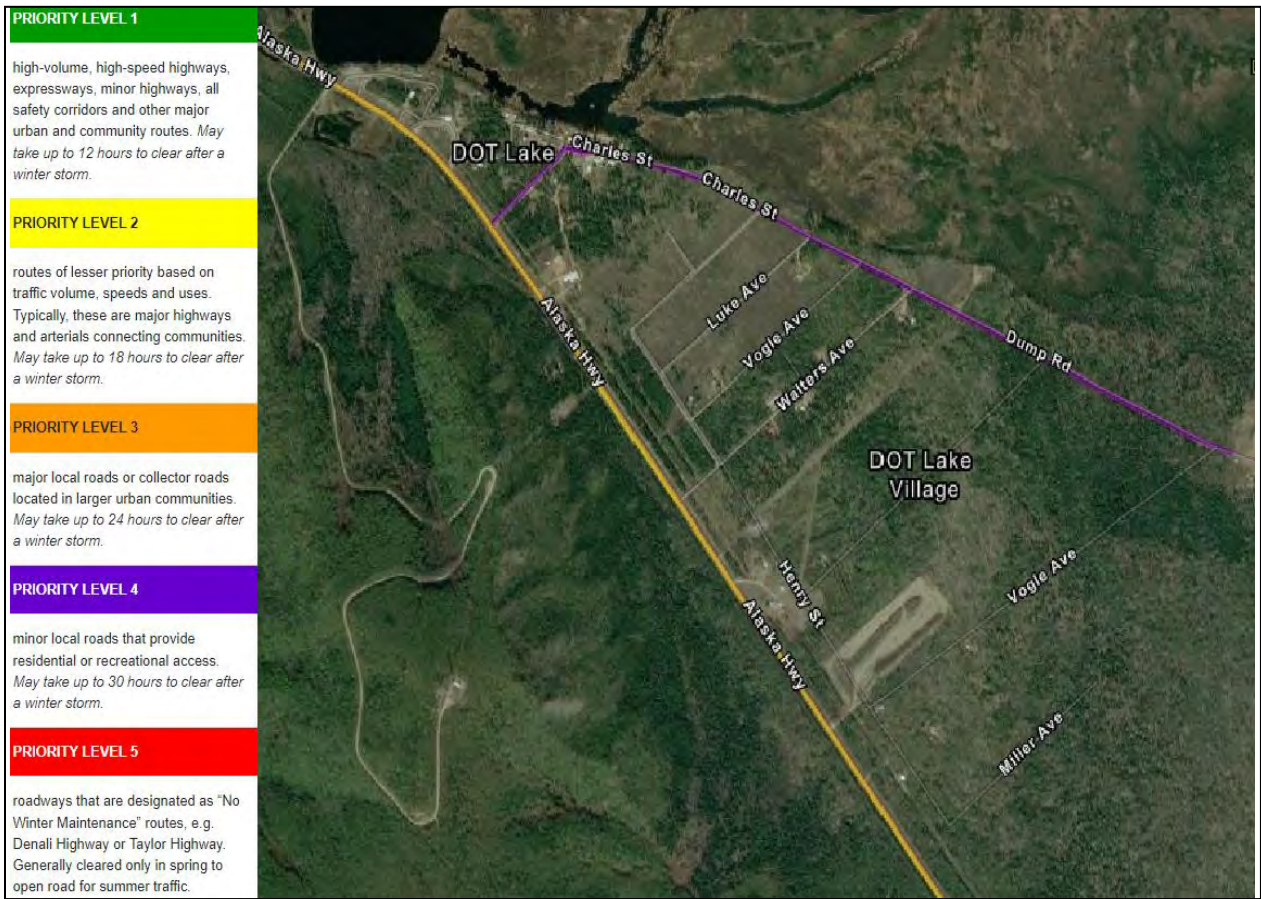 PRIORITY LEVEL 1
high-volume, high-speed highways,
expressways, minor highways, all
safety corridors and other major
urban and community routes. May
take up to 12 hours to clear after a
winter storm.
PRIORITY LEVEL 2
routes of lesser priority based on
traffic volume, speeds and uses.
Typically, these are major highways
and arterials connecting communities.
May take up to 18 hours to clear after
a winter storm.
PRIORITY LEVEL 3
major local roads or collector roads
located in larger urban communities.
May take up to 24 hours to clear after
a winter storm.
PRIORITY LEVEL 4
minor local roads that provide
residential or recreational access.
May take up to 30 hours to clear after
a winter storm.
PRIORITY LEVEL 5
roadways that are designated as “No
Winter Maintenance” routes, e.g.
Denali Highway or Taylor Highway.
Generally cleared only in spring to
open road for summer traffic.
Alaska Hwy
DOT Lake
Charles St
Charles St
Luke Ave
Vogle Ave
Walters Ave
Alaska Hwy
Dump Rd
DOT Lake
Village
Henry St
Vogle Ave
Alaska Hwy
Miller Ave